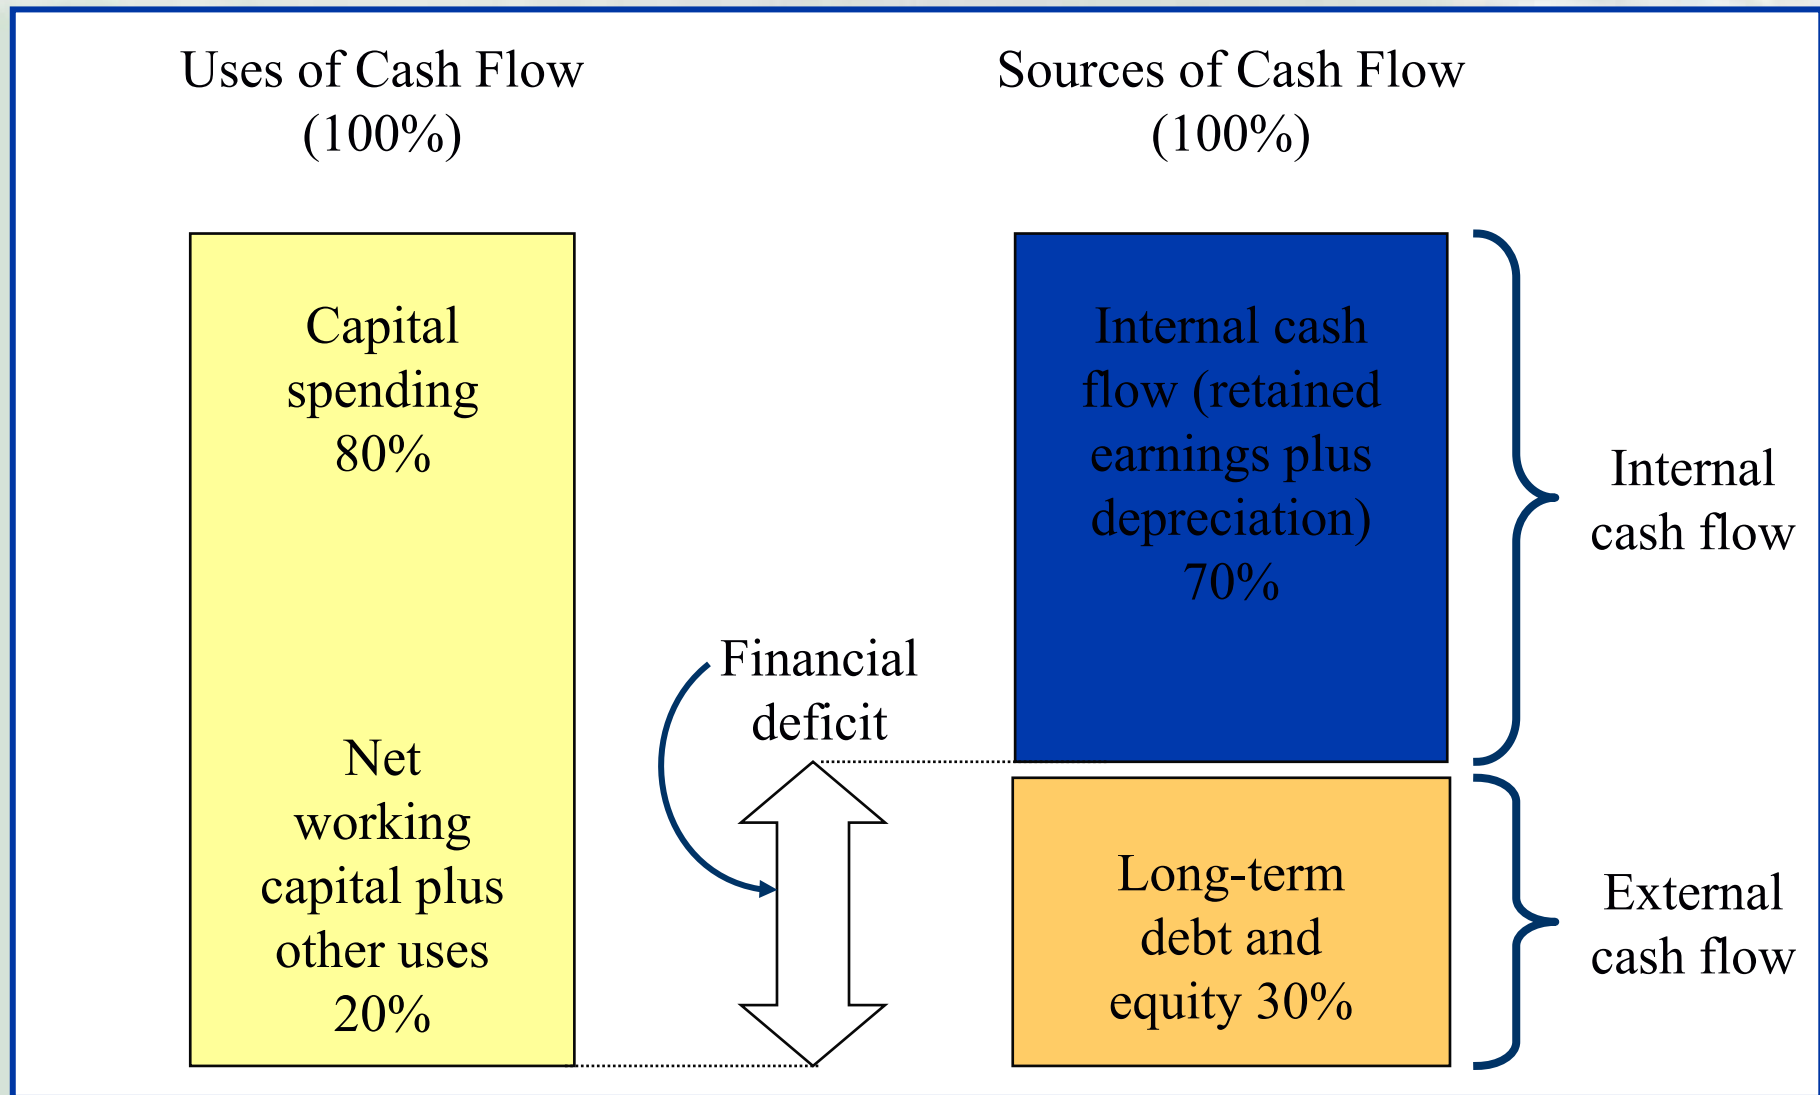 Uses of Cash Flow
(100%)
Sources of Cash Flow
(100%)
Capital
spending
80%
Net
working
capital plus
other uses
20%
Financial
deficit
Internal cash
flow (retained
earnings plus
depreciation)
70%
Long-term
debt and
equity 30%
Internal
cash flow
External
cash flow